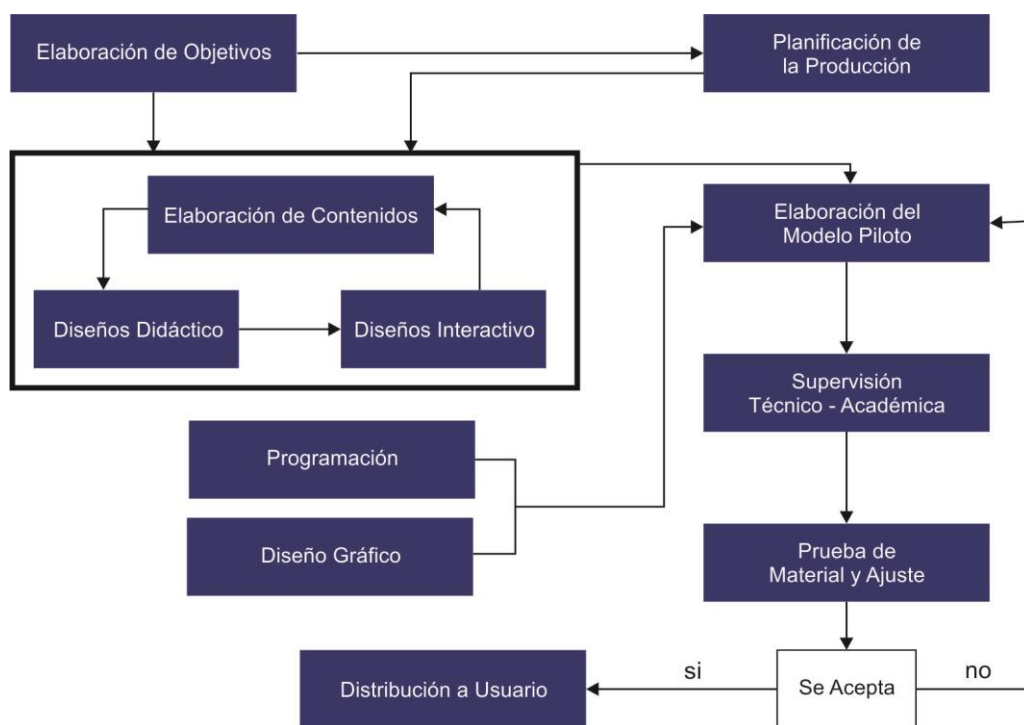 Elaboración de Objetivos
Planificación de
la Producción
Elaboración de Contenidos
Diseños Didáctico
Diseños Interactivo
Elaboración del
Modelo Piloto
Supervisión
Técnico - Académica
Programación
Diseño Gráfico
Prueba de
Material y Ajuste
Distribución a Usuario
si
Se Acepta
no